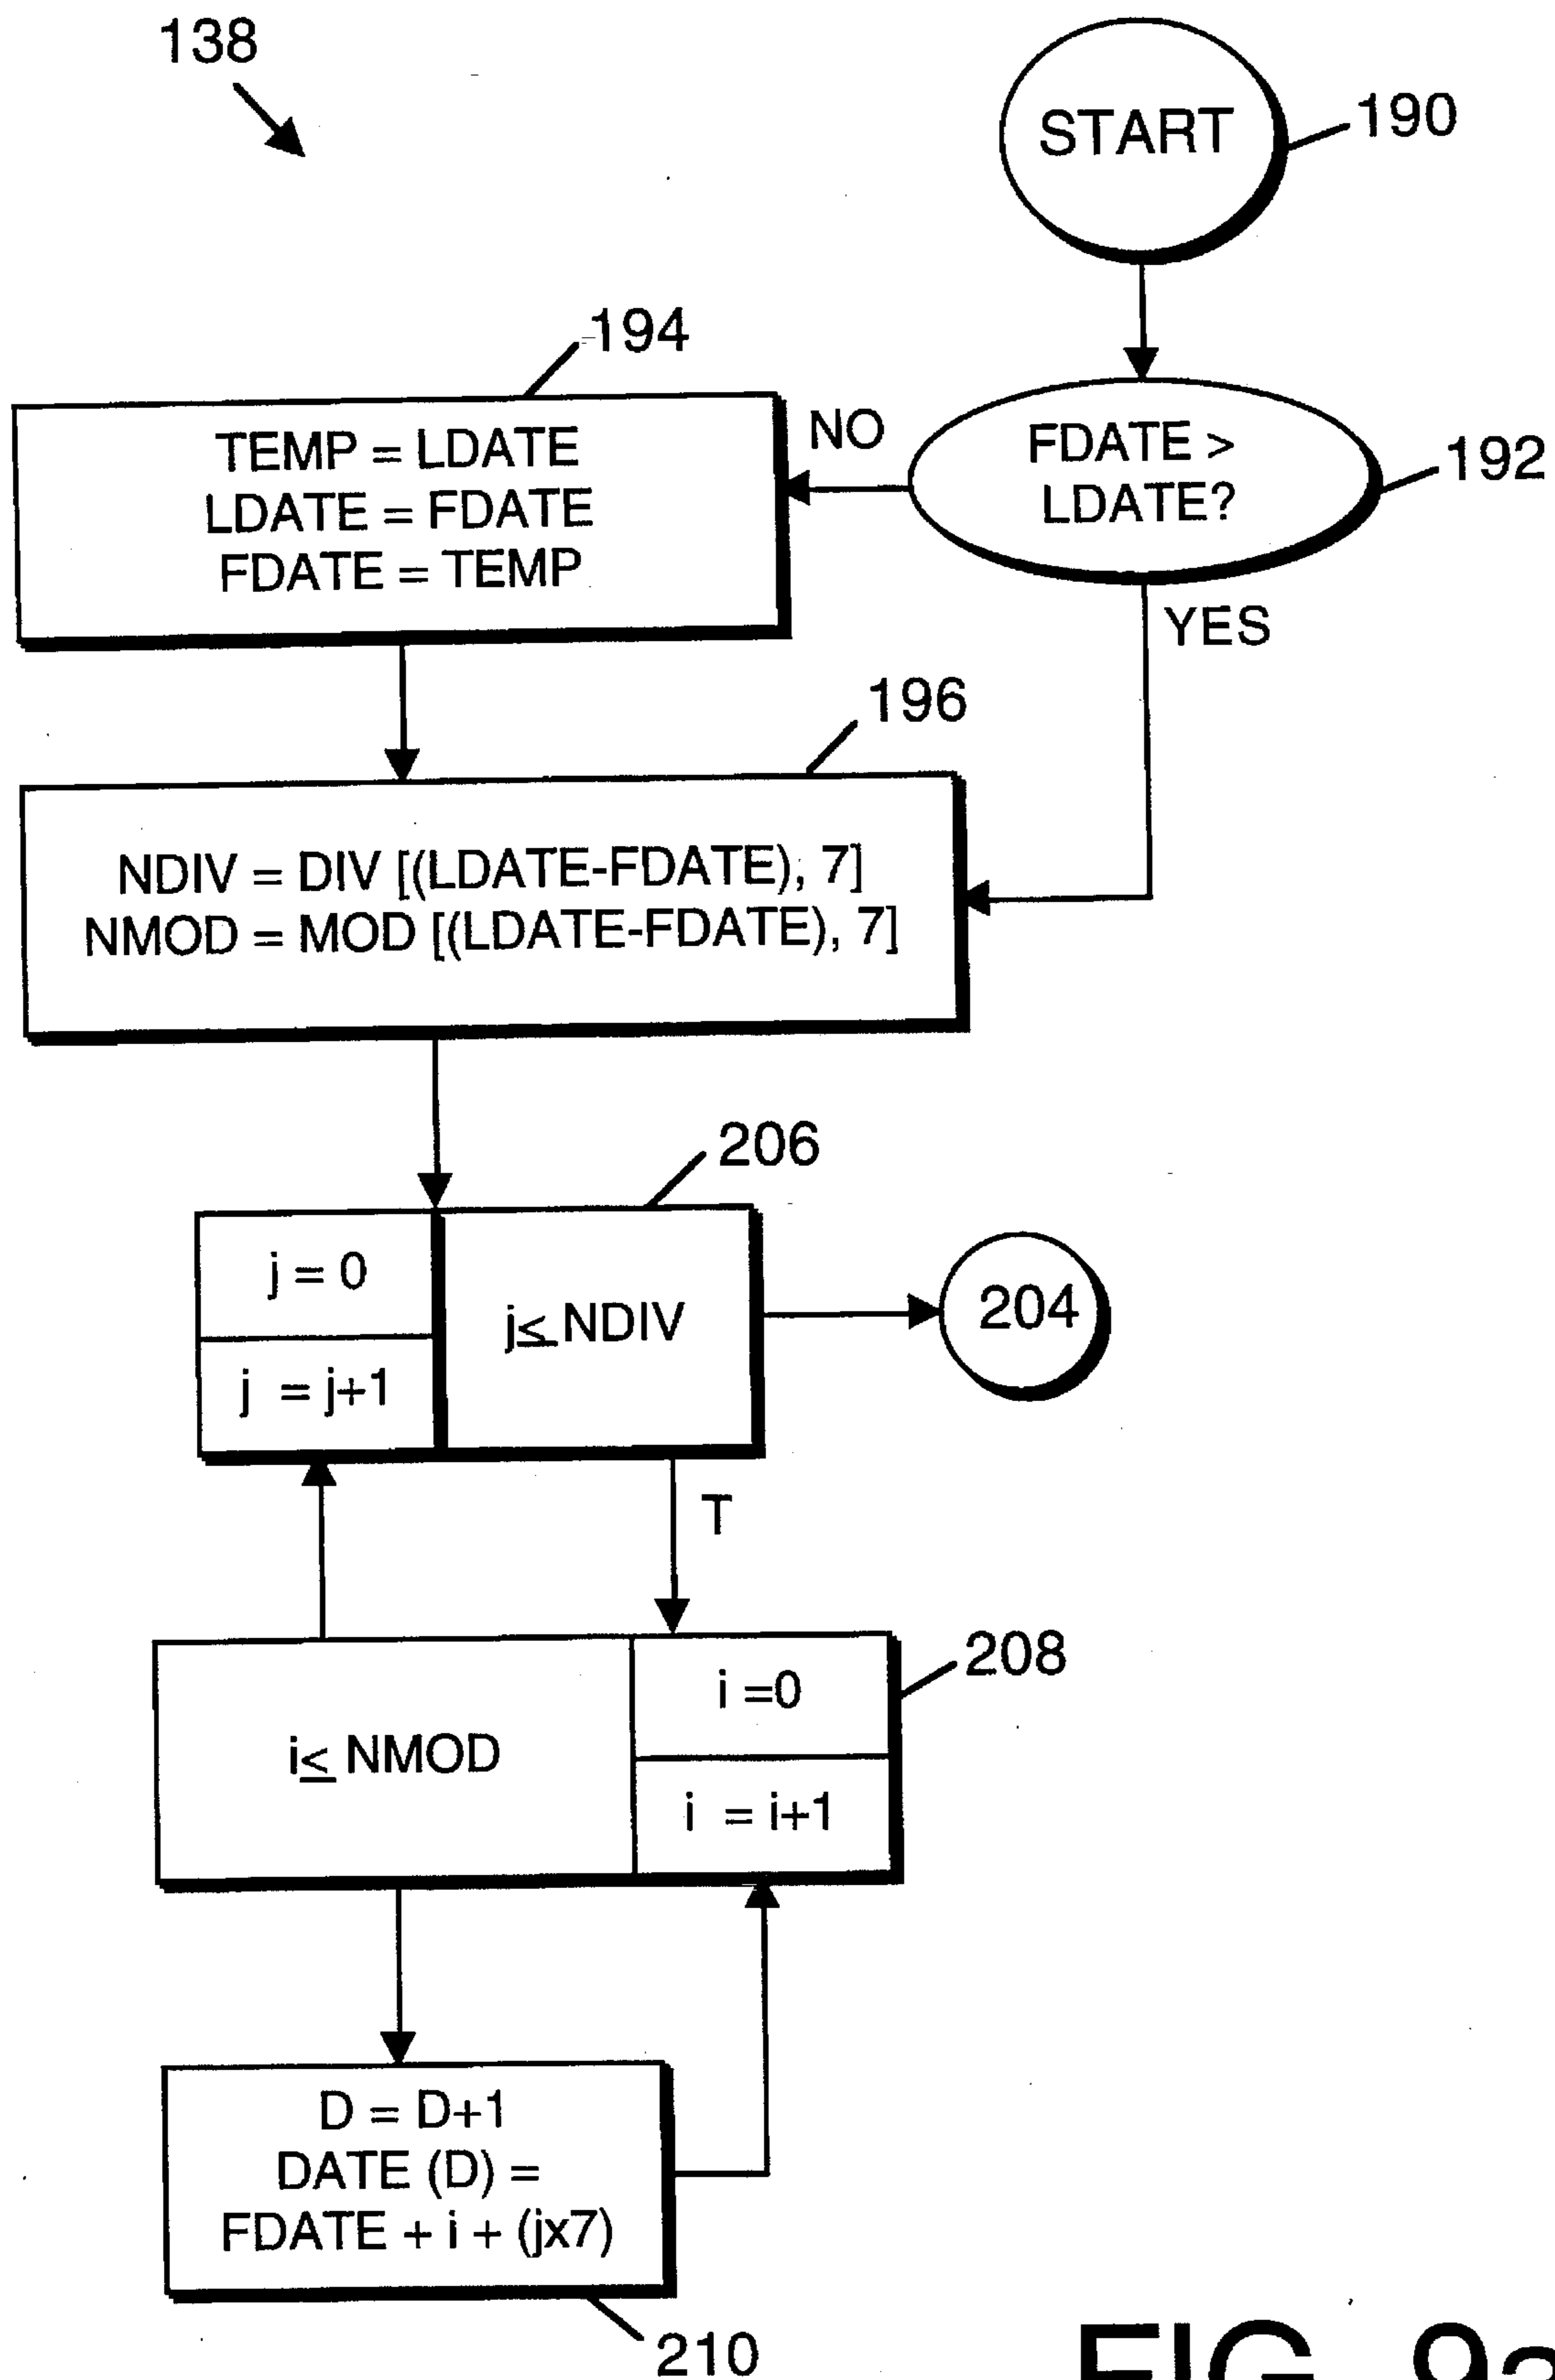 138
START
190
194
TEMP = LDATE
LDATE = FDATE
FDATE = TEMP
NO
FDATE >
LDATE?
192
YES
196
NDIV = DIV [(LDATE-FDATE), 7]
NMOD = MOD [(LDATE-FDATE), 7]
206
j = 0
j = j+1
j≤ NDIV
204
T
208
i≤ NMOD
i =0
i = i+1
D = D+1
DATE (D) =
FDATE + i + (jx7)
210
FIG. 9a